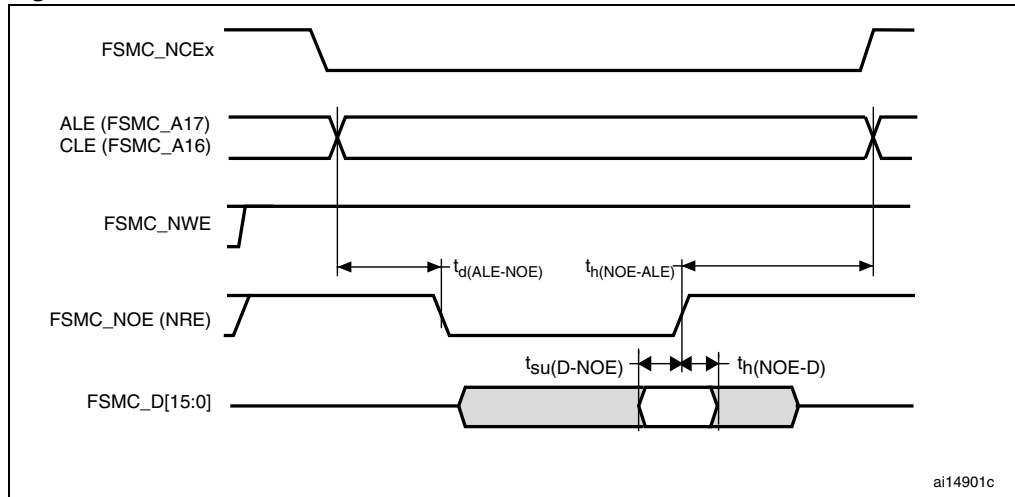 FSMC_NCEx
ALE (FSMC_A17)
CLE (FSMC_A16)
FSMC_NWE
td(ALE-NOE)
th(NOE-ALE)
FSMC_NOE (NRE)
tsu(D-NOE)
th(NOE-D)
FSMC_D[15:0]
ai14901c